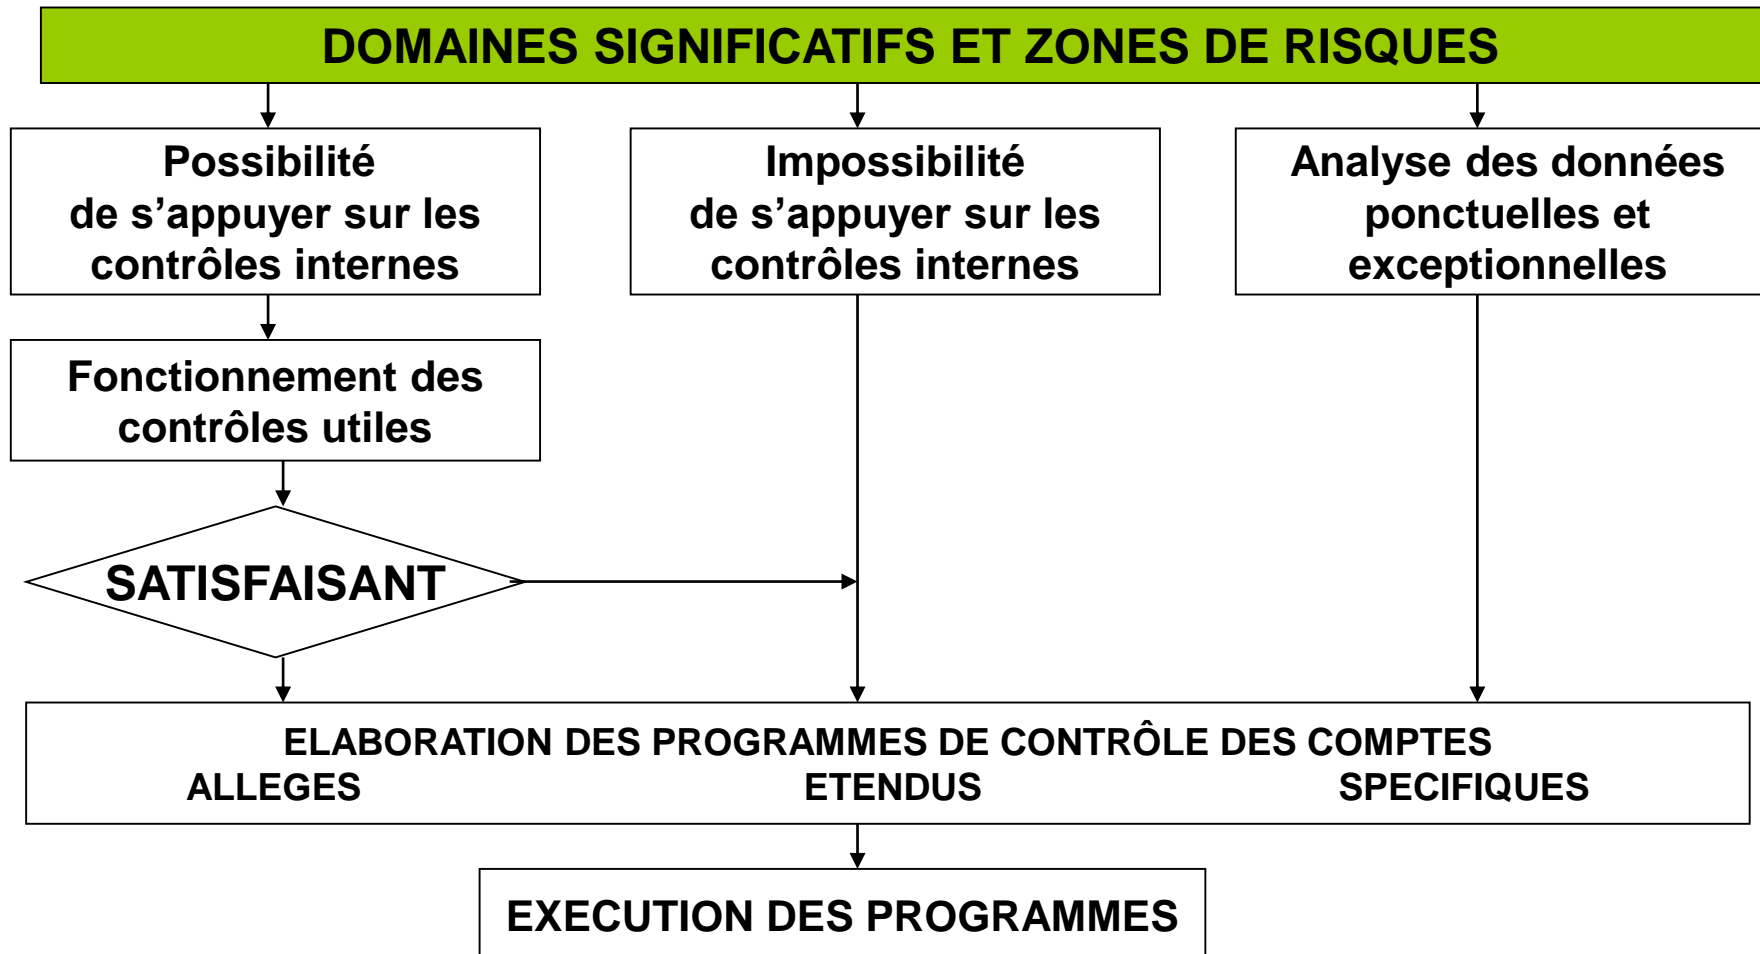 DOMAINES SIGNIFICATIFS ET ZONES DE RISQUES
Possibilité
de s’appuyer sur les
contrôles internes
Impossibilité
de s’appuyer sur les
contrôles internes
Analyse des données
ponctuelles et
exceptionnelles
Fonctionnement des
contrôles utiles
SATISFAISANT
ELABORATION DES PROGRAMMES DE CONTRÔLE DES COMPTES
ALLEGES ETENDUS SPECIFIQUES
EXECUTION DES PROGRAMMES